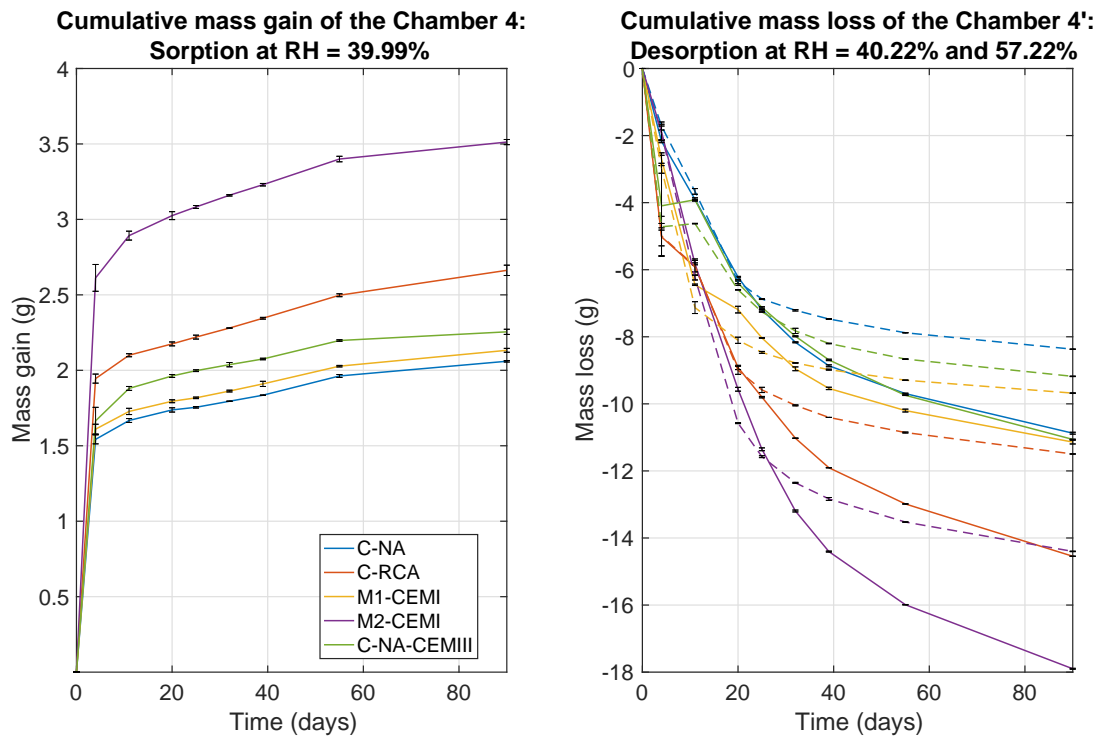 Cumulative mass gain of the Chamber 4:
Sorption at RH = 39.99%
4
3.5
3
2.5
2
1.5
1
0.5
Mass gain (g)
0
20
40
60
80
Time (days)
C-NA
C-RCA
M1-CEMI
M2-CEMI
C-NA-CEMIII
Cumulative mass loss of the Chamber 4':
Desorption at RH = 40.22% and 57.22%
0
-2
-4
-6
-8
-10
-12
-14
-16
-18
Mass loss (g)
0
20
40
60
80
Time (days)